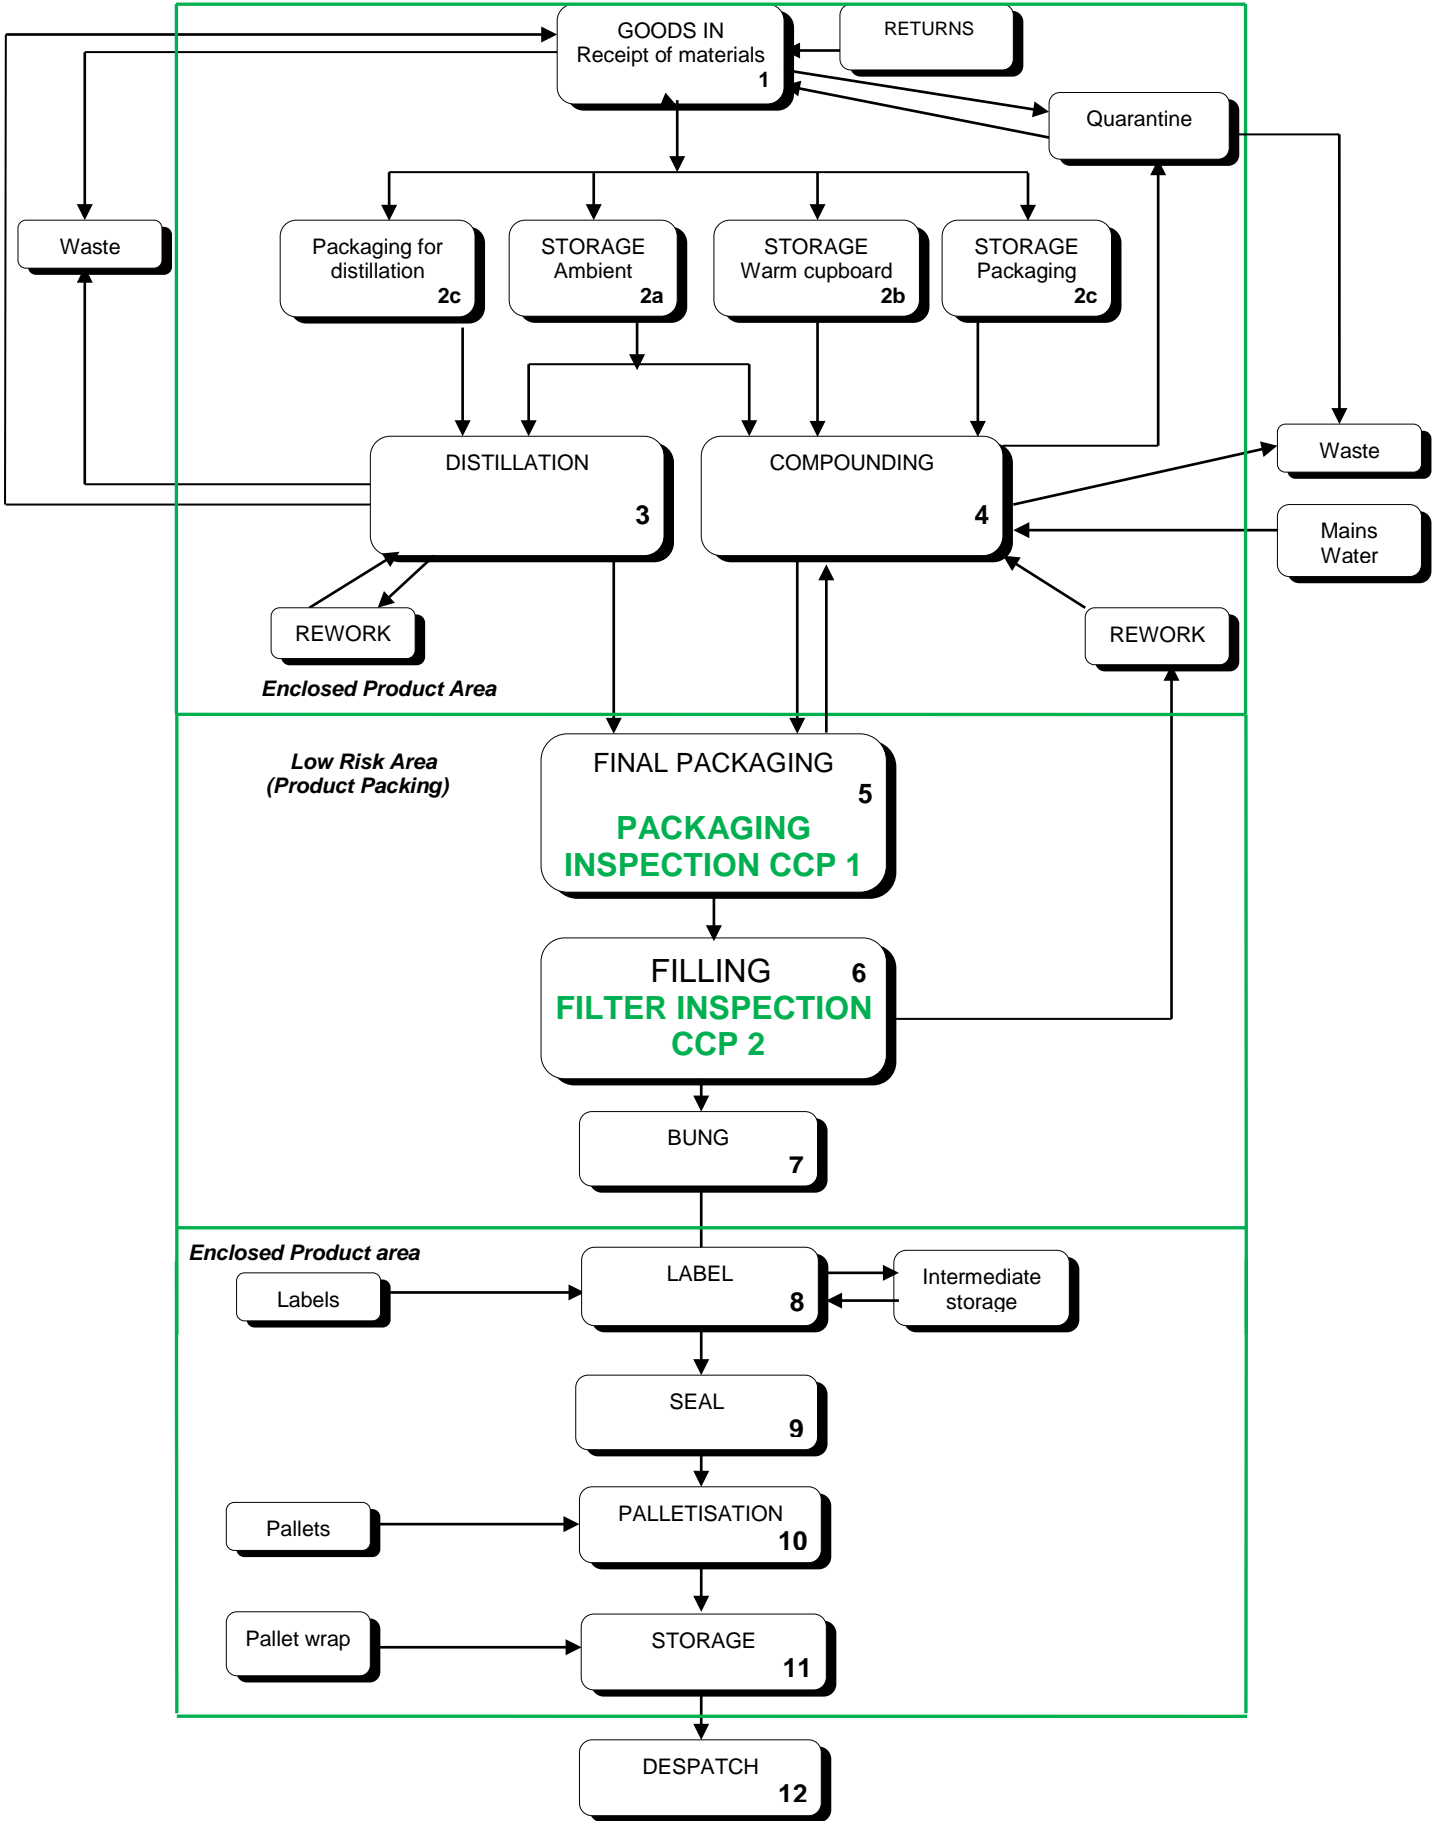 GOODS IN
Receipt of materials
1
RETURNS
Quarantine
Waste
Packaging for
distillation
2c
STORAGE
Ambient
2a
STORAGE
Warm cupboard
2b
STORAGE
Packaging
2c
DISTILLATION
3
COMPOUNDING
4
Waste
Mains
Water
REWORK
REWORK
Enclosed Product Area
Low Risk Area
(Product Packing)
FINAL PACKAGING
5
PACKAGING
INSPECTION CCP 1
FILLING 6
FILTER INSPECTION
CCP 2
BUNG
7
Enclosed Product area
Labels
LABEL
8
Intermediate
storage
SEAL
9
Pallets
PALLETISATION
10
Pallet wrap
STORAGE
11
DESPATCH
12